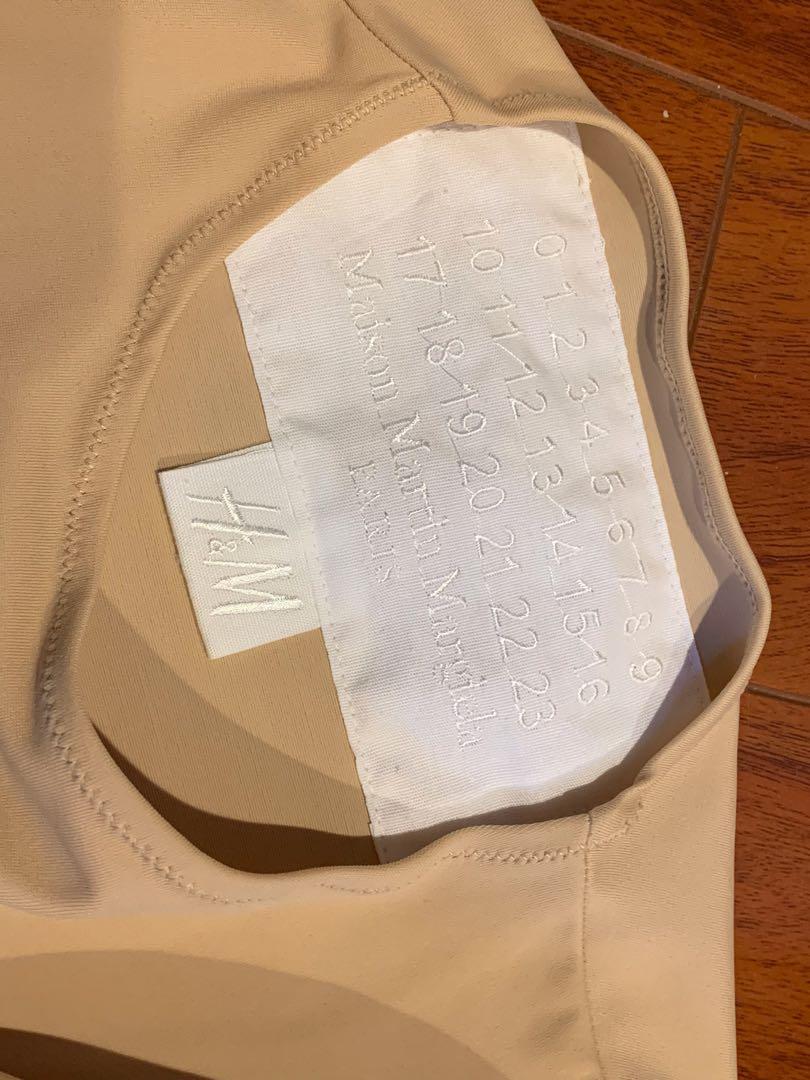 0-1-2-3-4-5-6-7-8-9
10-11-12-13-14-15-16
17-18-19-20-21-22-23
Maison Martin Margiela
PARIS
H&M